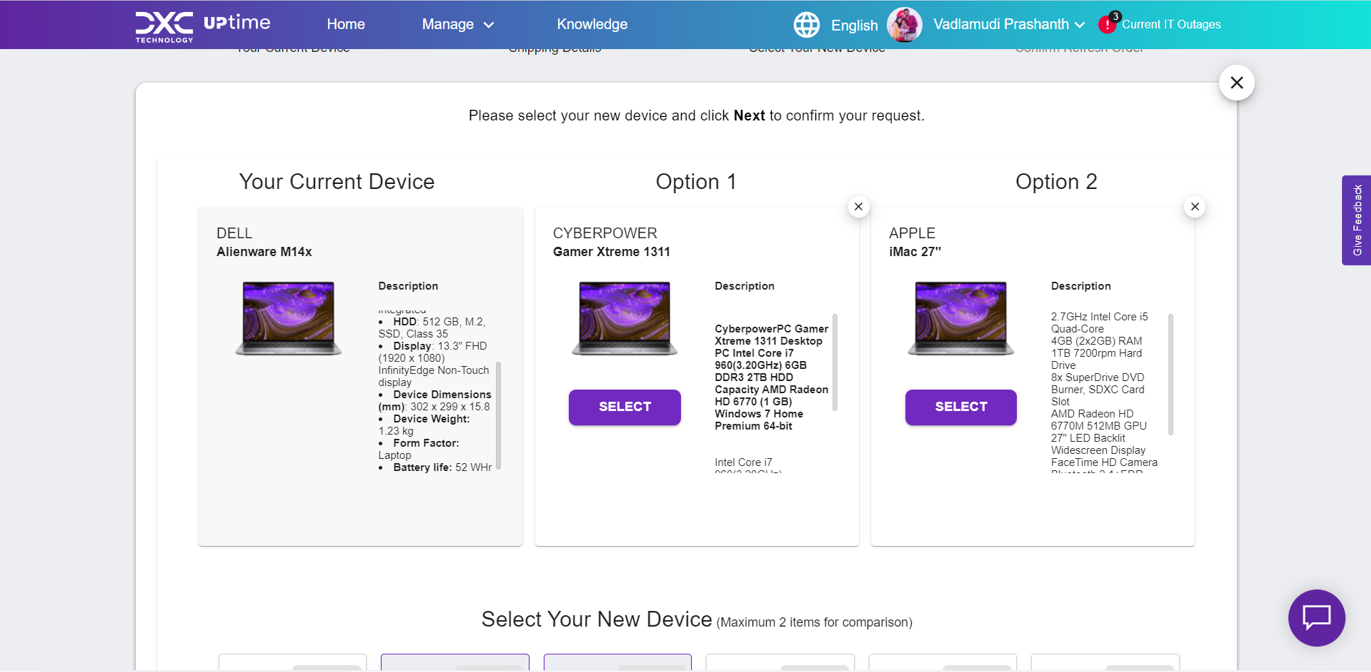 DXC TECHNOLOGY UPtime Home Manage Knowledge English Vadlamudi Prashanth ! 3 Current IT Outages
Your Current Device Shipping Details Select Your New Device Confirm Refresh Order
Please select your new device and click Next to confirm your request.
Your Current Device
DELL
Alienware M14x
Description
Integrated
• HDD: 512 GB, M.2,
SSD, Class 35
• Display: 13.3" FHD
(1920 x 1080)
InfinityEdge Non-Touch
display
• Device Dimensions
(mm): 302 x 299 x 15.8
• Device Weight:
1.23 kg
• Form Factor:
Laptop
• Battery life: 52 WHr
Option 1
CYBERPOWER
Gamer Xtreme 1311
SELECT
Description
CyberpowerPC Gamer
Xtreme 1311 Desktop
PC Intel Core i7
960(3.20GHz) 6GB
DDR3 2TB HDD
Capacity AMD Radeon
HD 6770 (1 GB)
Windows 7 Home
Premium 64-bit
Intel Core i7
960(3.20GHz)
Option 2
APPLE
iMac 27"
SELECT
Description
2.7GHz Intel Core i5
Quad-Core
4GB (2x2GB) RAM
1TB 7200rpm Hard
Drive
8x SuperDrive DVD
Burner, SDXC Card
Slot
AMD Radeon HD
6770M 512MB GPU
27" LED Backlit
Widescreen Display
FaceTime HD Camera
Bluetooth 2.1+EDR
Give Feedback
Select Your New Device (Maximum 2 items for comparison)